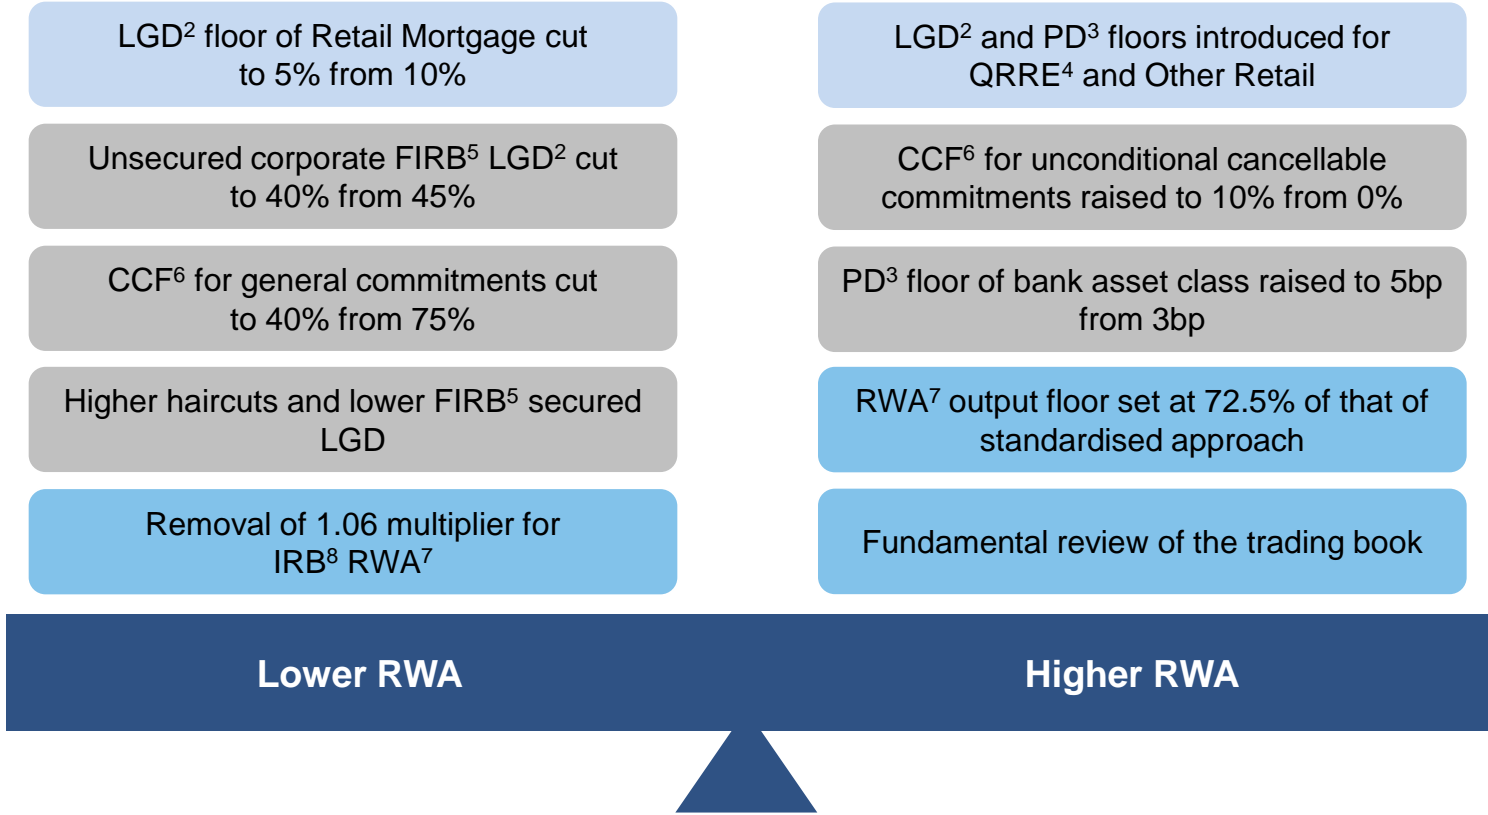 LGD² floor of Retail Mortgage cut
to 5% from 10%
Unsecured corporate FIRB⁵ LGD² cut
to 40% from 45%
CCF⁶ for general commitments cut
to 40% from 75%
Higher haircuts and lower FIRB⁵ secured
LGD
Removal of 1.06 multiplier for
IRB⁸ RWA⁷
LGD² and PD³ floors introduced for
QRRE⁴ and Other Retail
CCF⁶ for unconditional cancellable
commitments raised to 10% from 0%
PD³ floor of bank asset class raised to 5bp
from 3bp
RWA⁷ output floor set at 72.5% of that of
standardised approach
Fundamental review of the trading book
Lower RWA
Higher RWA